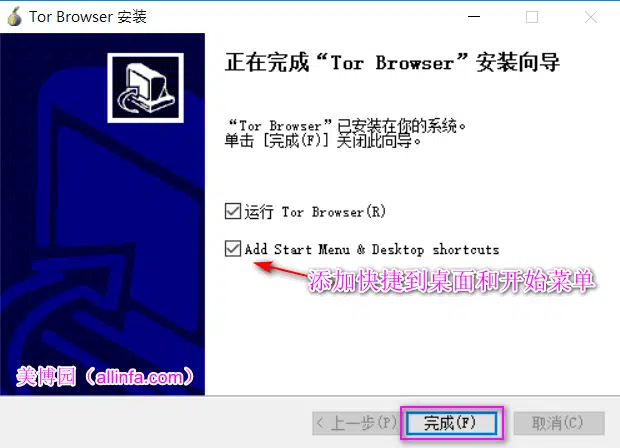 Tor Browser 安装
正在完成“Tor Browser”安装向导
“Tor Browser”已安装在你的系统。
单击 [完成(F)] 关闭此向导。
运行 Tor Browser(R)
Add Start Menu & Desktop shortcuts
添加快捷到桌面和开始菜单
美博园（allinfa.com）
< 上一步(P) 完成(F) 取消(C)